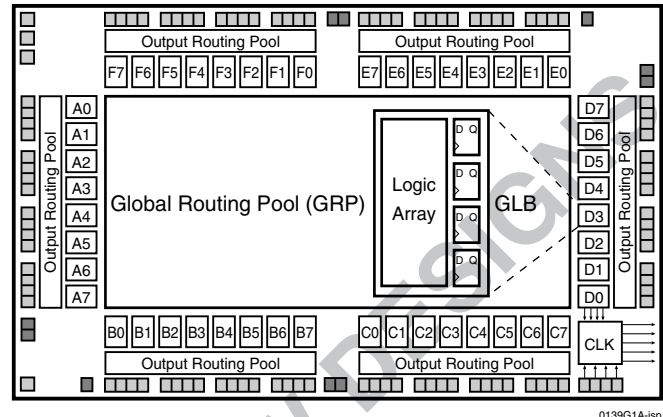 Output Routing Pool
Output Routing Pool
F7 F6 F5 F4 F3 F2 F1 F0
E7 E6 E5 E4 E3 E2 E1 E0
Output Routing Pool
A0
A1
A2
A3
A4
A5
A6
A7
Global Routing Pool (GRP)
Logic
Array
D Q
D Q
D Q
D Q
GLB
D7
D6
D5
D4
D3
D2
D1
D0
Output Routing Pool
B0 B1 B2 B3 B4 B5 B6 B7
C0 C1 C2 C3 C4 C5 C6 C7
CLK
Output Routing Pool
Output Routing Pool
DESIGNS
0139G1A-isp